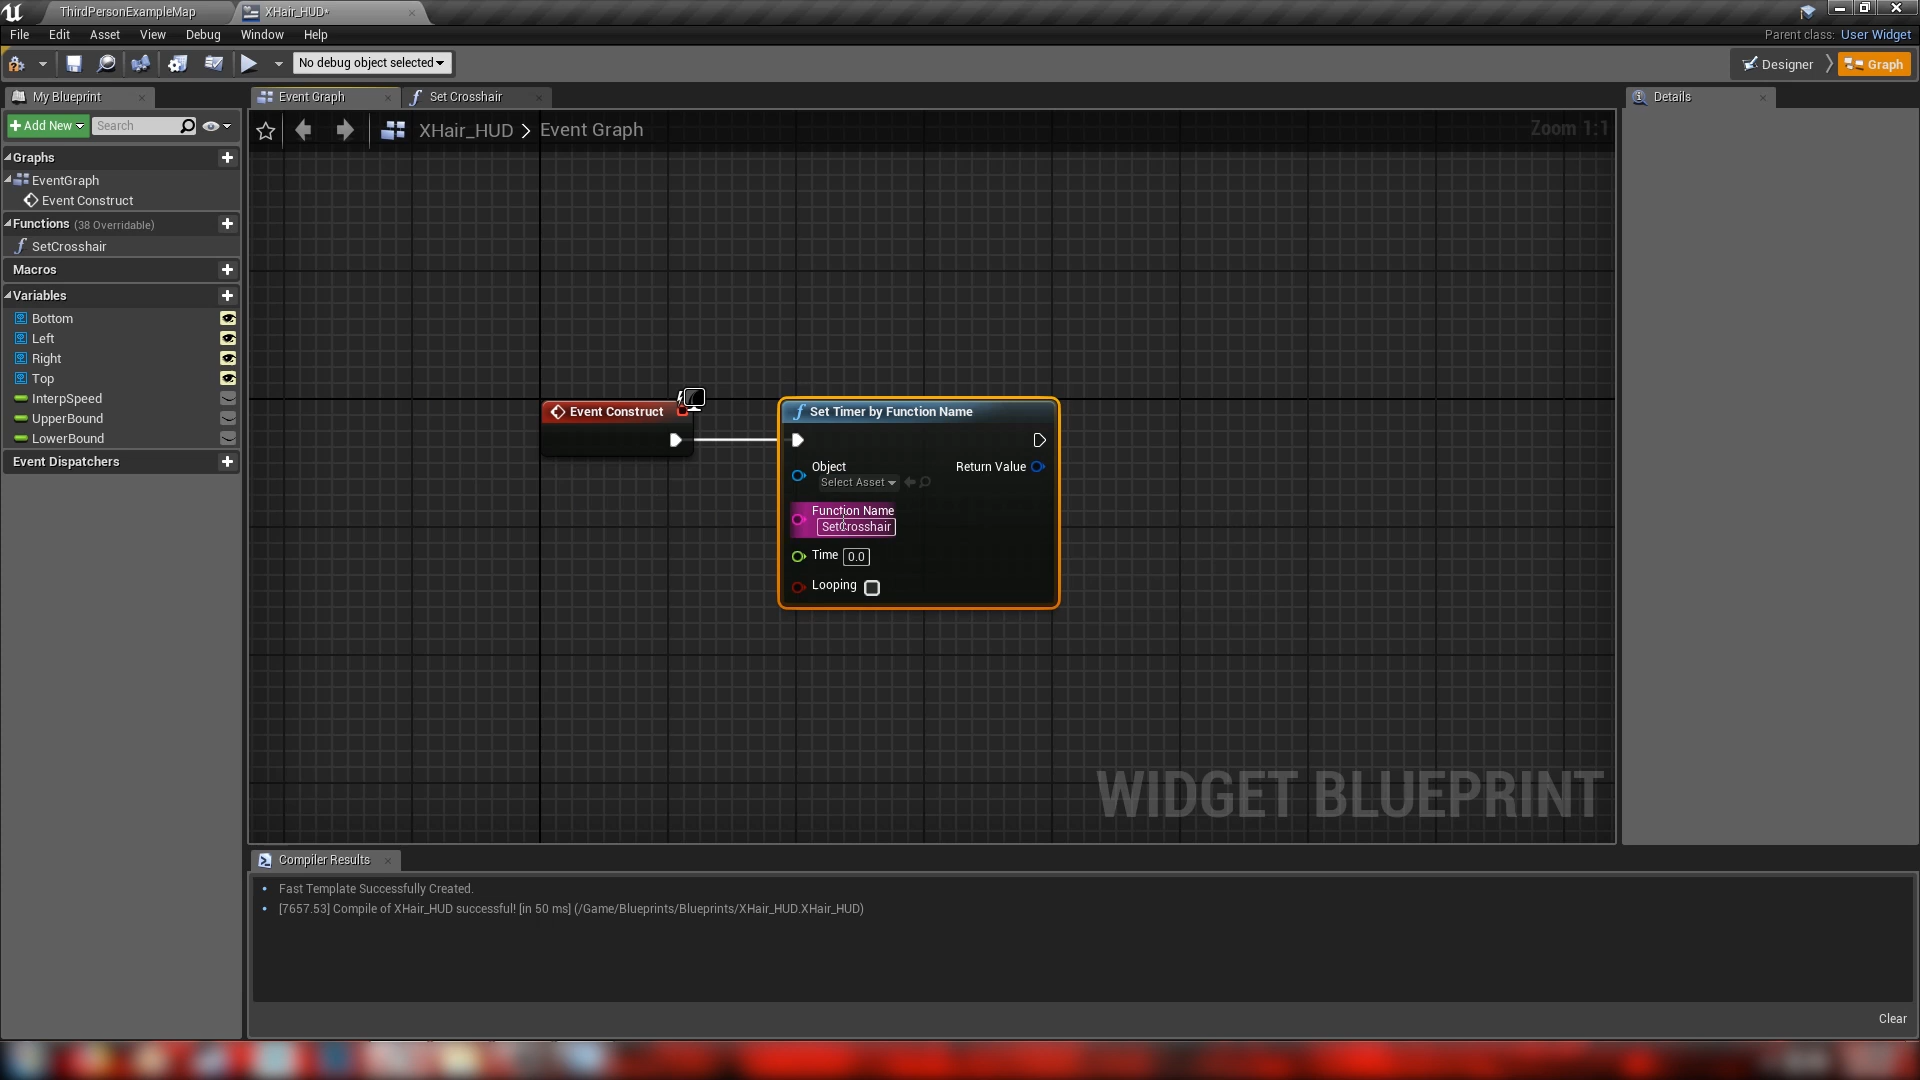 ThirdPersonExampleMap
XHair_HUD*
File Edit Asset View Debug Window Help
Parent class: User Widget
No debug object selected
Designer
Graph
My Blueprint
Event Graph
Set Crosshair
Details
Add New
Search
XHair_HUD > Event Graph
Zoom 1:1
Graphs
EventGraph
Event Construct
Functions (38 Overridable)
SetCrosshair
Macros
Variables
Bottom
Left
Right
Top
InterpSpeed
UpperBound
LowerBound
Event Dispatchers
Event Construct
Set Timer by Function Name
Object
Select Asset
Return Value
Function Name
SetCrosshair
Time 0.0
Looping
WIDGET BLUEPRINT
Compiler Results
Fast Template Successfully Created.
[7657.53] Compile of XHair_HUD successful! [in 50 ms] (/Game/Blueprints/Blueprints/XHair_HUD.XHair_HUD)
Clear